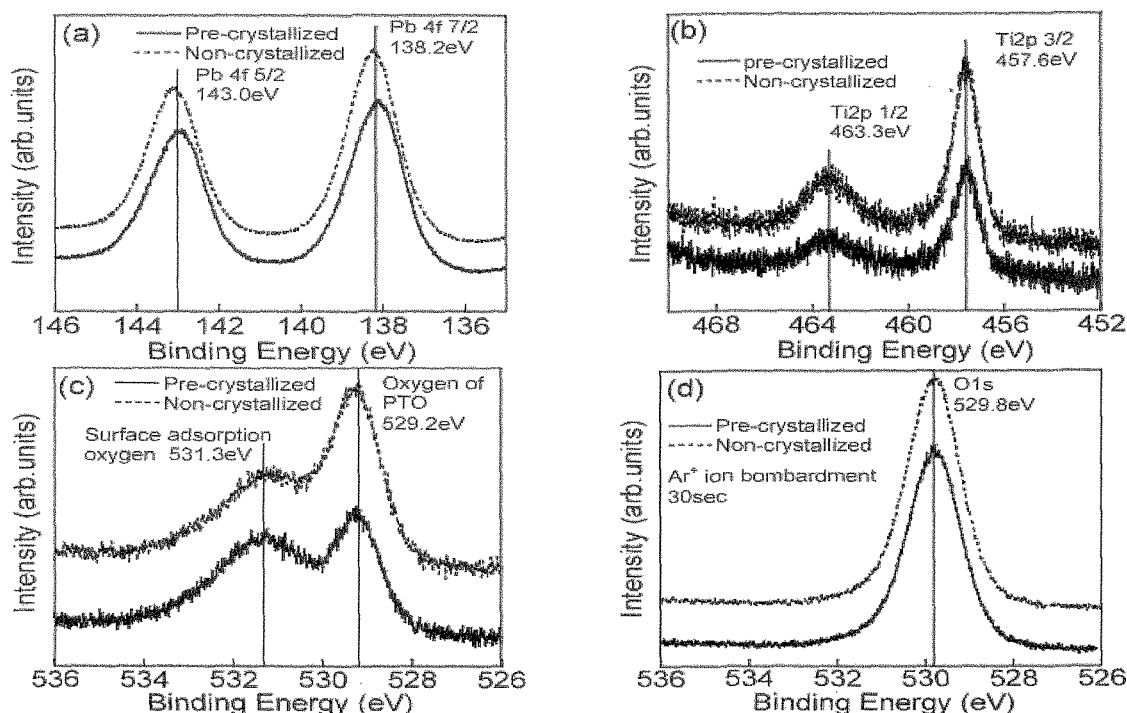 (a)
Pre-crystallized
Non-crystallized
Pb 4f 7/2
138.2eV
Pb 4f 5/2
143.0eV
Intensity (arb.units)
146 144 142 140 138 136
Binding Energy (eV)
(b)
pre-crystallized
Non-crystallized
Ti2p 3/2
457.6eV
Ti2p 1/2
463.3eV
Intensity (arb.units)
468 464 460 456 452
Binding Energy (eV)
(c)
Pre-crystallized
Non-crystallized
Oxygen of
PTO
529.2eV
Surface adsorption
oxygen 531.3eV
Intensity (arb.units)
536 534 532 530 528 526
Binding Energy (eV)
(d)
O1s
529.8eV
Pre-crystallized
Non-crystallized
Ar⁺ ion bombardment
30sec
Intensity (arb.units)
536 534 532 530 528 526
Binding Energy (eV)